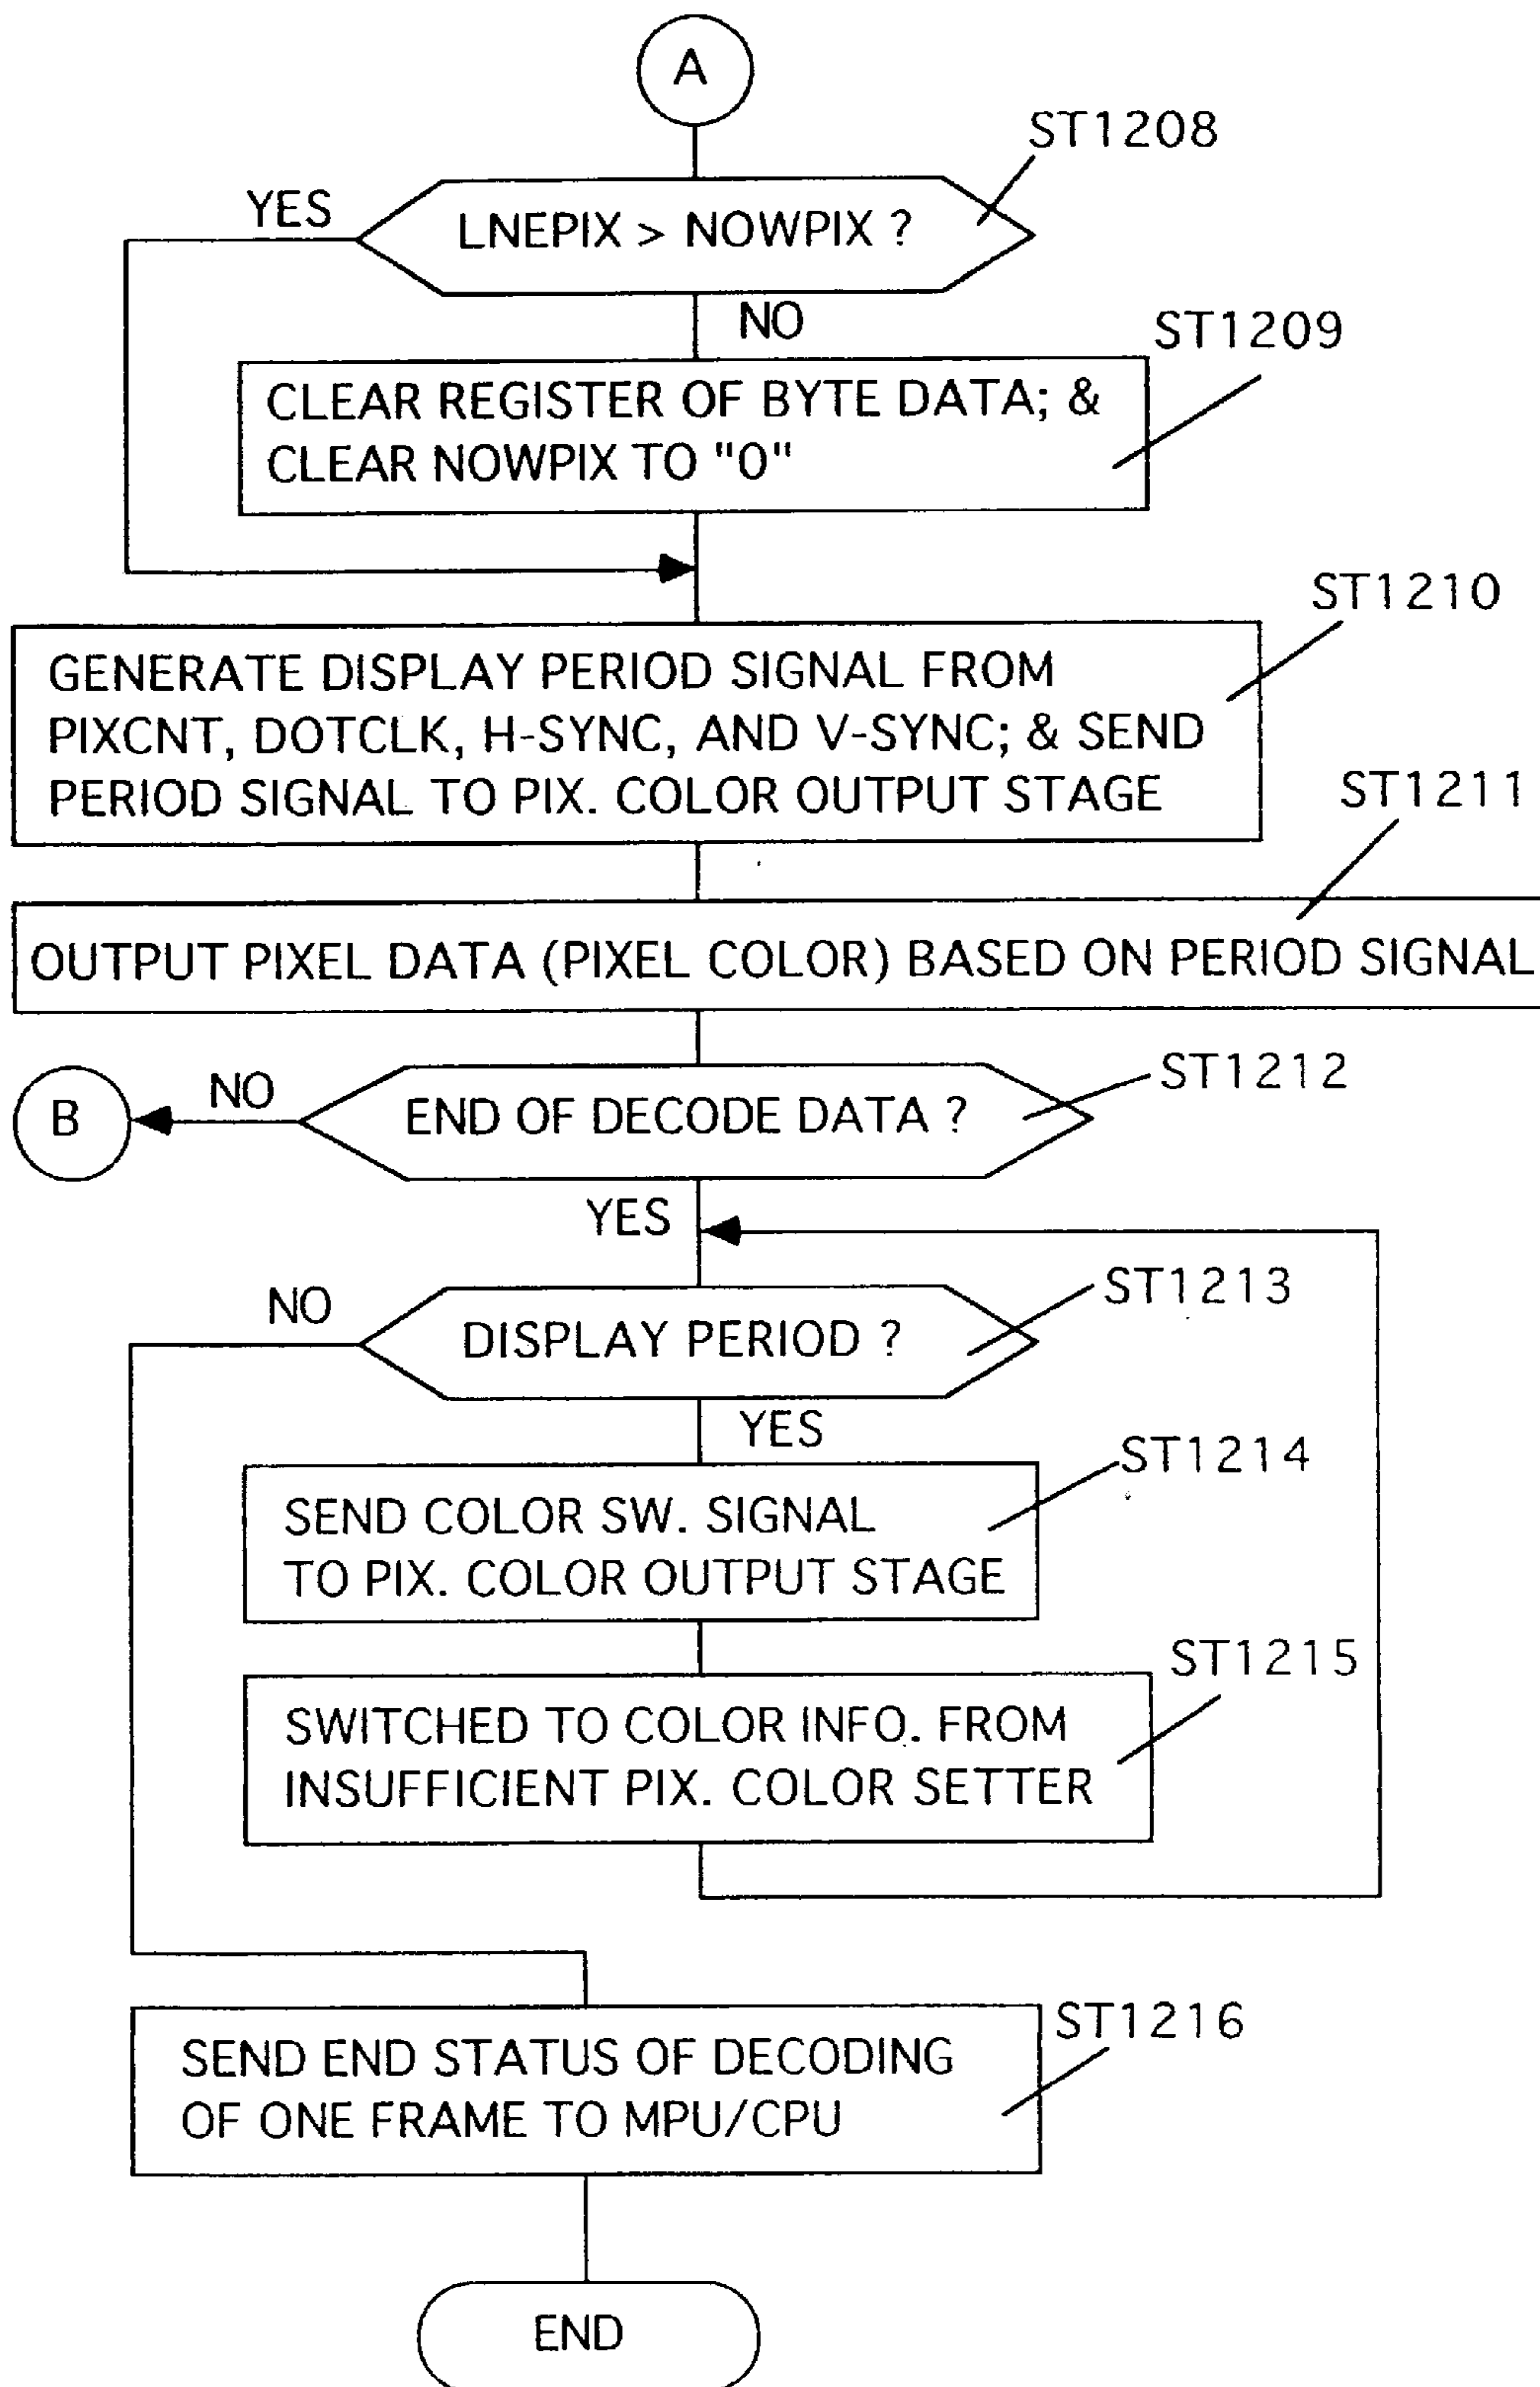 A
ST1208
YES
LNEPIX > NOWPIX ?
NO
ST1209
CLEAR REGISTER OF BYTE DATA; &
CLEAR NOWPIX TO "0"
ST1210
GENERATE DISPLAY PERIOD SIGNAL FROM
PIXCNT, DOTCLK, H-SYNC, AND V-SYNC; & SEND
PERIOD SIGNAL TO PIX. COLOR OUTPUT STAGE
ST1211
OUTPUT PIXEL DATA (PIXEL COLOR) BASED ON PERIOD SIGNAL
ST1212
B
NO
END OF DECODE DATA ?
YES
ST1213
NO
DISPLAY PERIOD ?
YES
ST1214
SEND COLOR SW. SIGNAL
TO PIX. COLOR OUTPUT STAGE
ST1215
SWITCHED TO COLOR INFO. FROM
INSUFFICIENT PIX. COLOR SETTER
ST1216
SEND END STATUS OF DECODING
OF ONE FRAME TO MPU/CPU
END